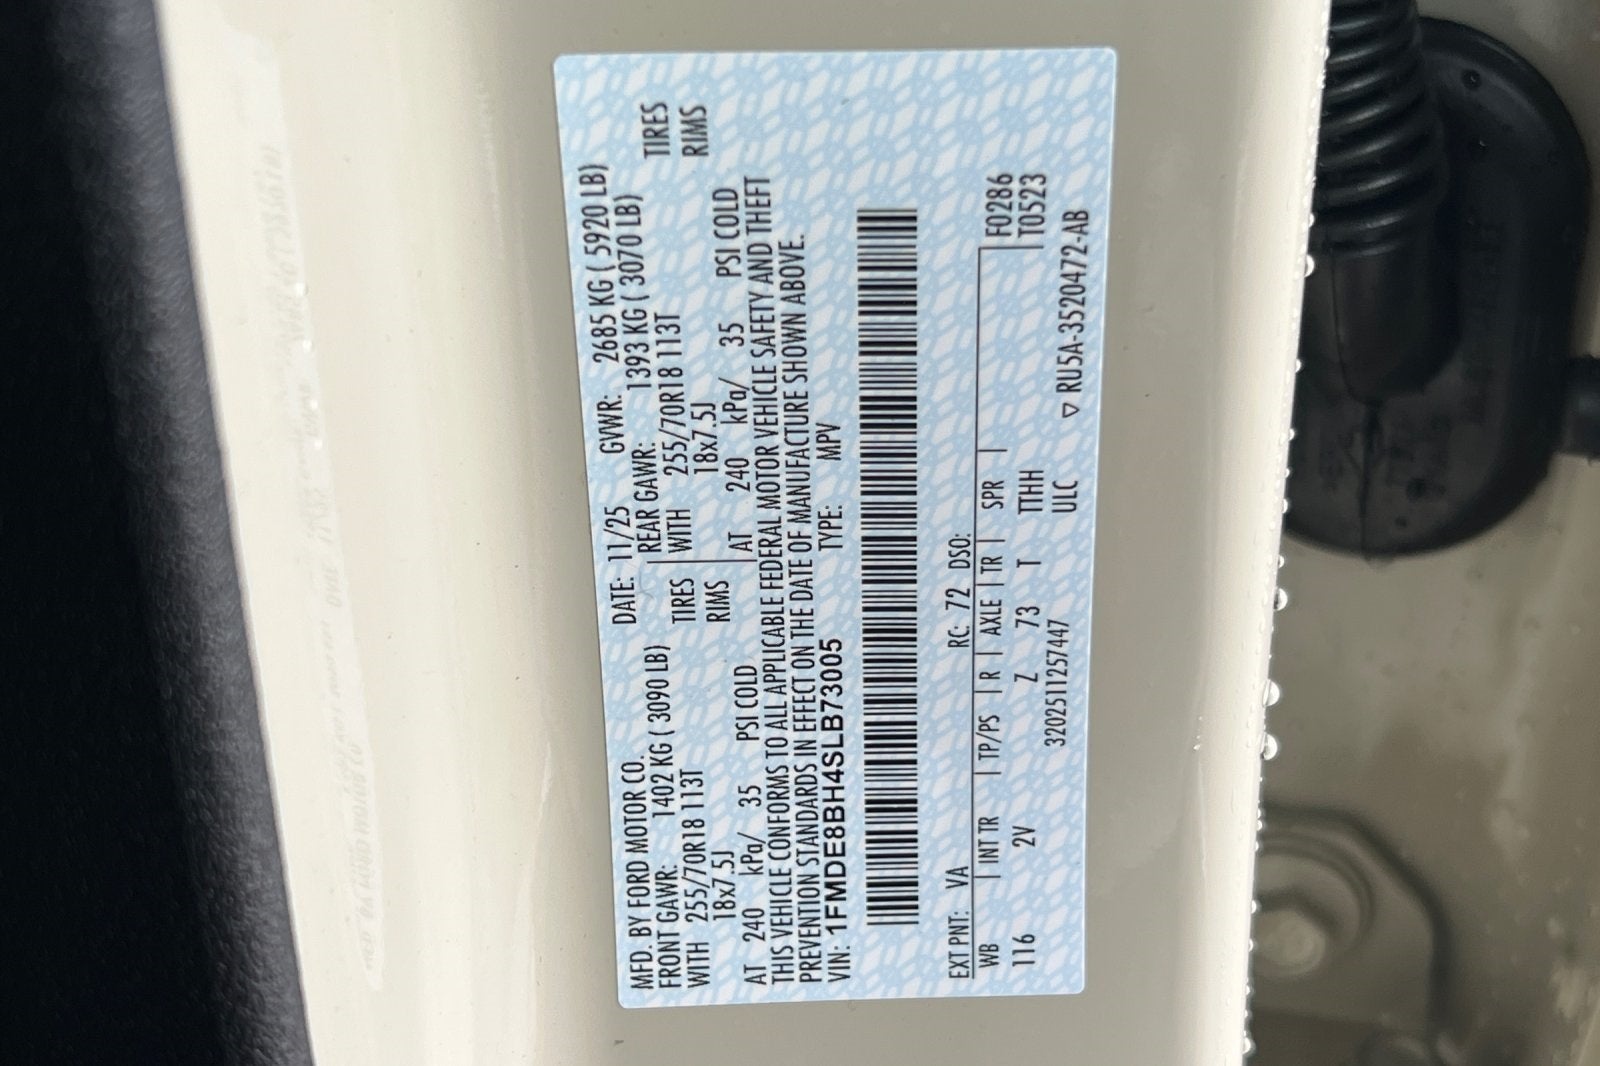 MFD. BY FORD MOTOR CO. DATE: 11/25 GVWR: 2685 KG ( 5920 LB)
FRONT GAWR: 1402 KG ( 3090 LB) REAR GAWR: 1393 KG ( 3070 LB)
WITH 255/70R18 113T TIRES WITH 255/70R18 113T TIRES
18x7.5J RIMS 18x7.5J RIMS
AT 240 kPa/ 35 PSI COLD AT 240 kPa/ 35 PSI COLD
THIS VEHICLE CONFORMS TO ALL APPLICABLE FEDERAL MOTOR VEHICLE SAFETY AND THEFT
PREVENTION STANDARDS IN EFFECT ON THE DATE OF MANUFACTURE SHOWN ABOVE.
VIN: 1FMDE8BH4SLB73005 TYPE: MPV
EXT PNT: VA RC: 72 DSO:
WB INT TR TP/PS R AXLE TR SPR F0286
116 2V Z 73 T TTHH T0523
320251125744​7 ULC ▽ RU5A-3520472-AB